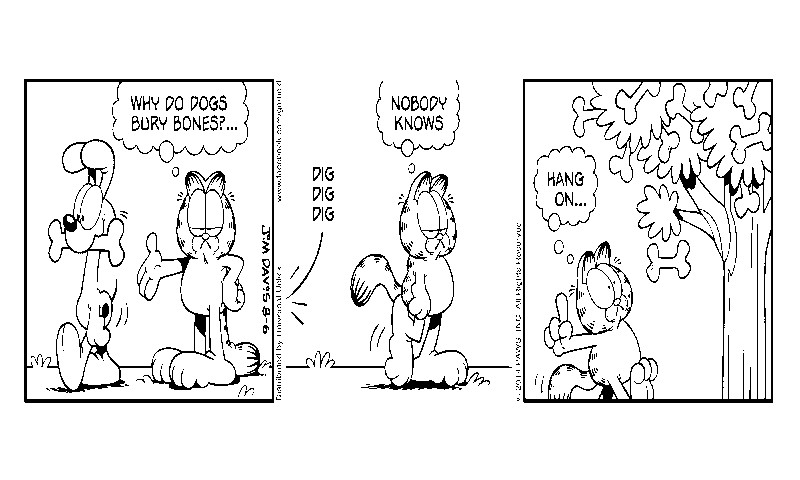 WHY DO DOGS
BURY BONES?...
JIM DAVIS 8-6
DIG
DIG
DIG
NOBODY
KNOWS
HANG
ON...